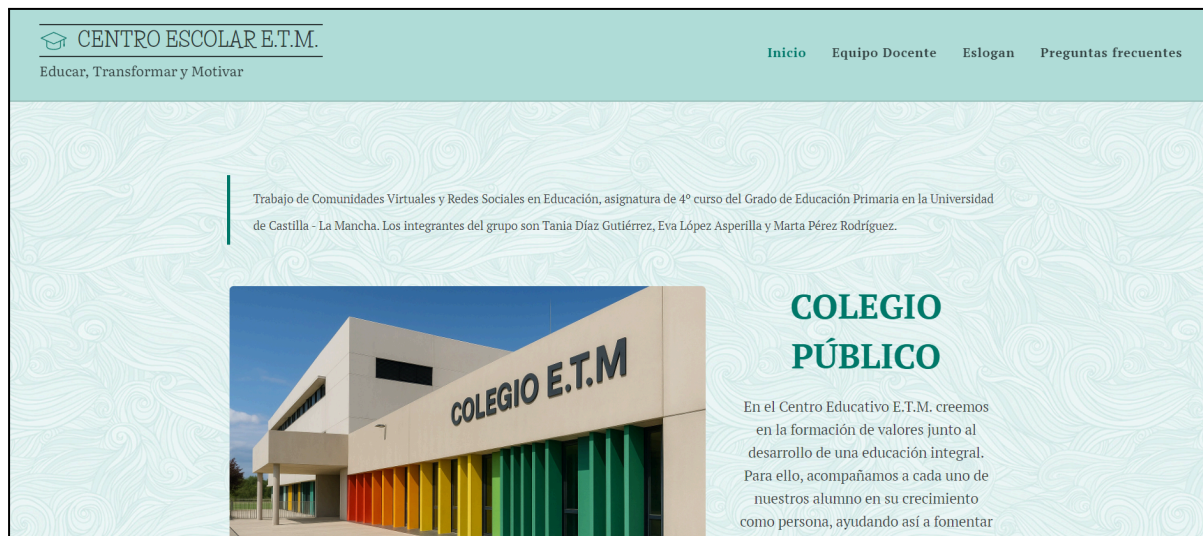 CENTRO ESCOLAR E.T.M.
Educar, Transformar y Motivar
Inicio Equipo Docente Eslogan Preguntas frecuentes
Trabajo de Comunidades Virtuales y Redes Sociales en Educación, asignatura de 4º curso del Grado de Educación Primaria en la Universidad
de Castilla - La Mancha. Los integrantes del grupo son Tania Díaz Gutiérrez, Eva López Asperilla y Marta Pérez Rodríguez.
COLEGIO E.T.M
COLEGIO
PÚBLICO
En el Centro Educativo E.T.M. creemos
en la formación de valores junto al
desarrollo de una educación integral.
Para ello, acompañamos a cada uno de
nuestros alumno en su crecimiento
como persona, ayudando así a fomentar